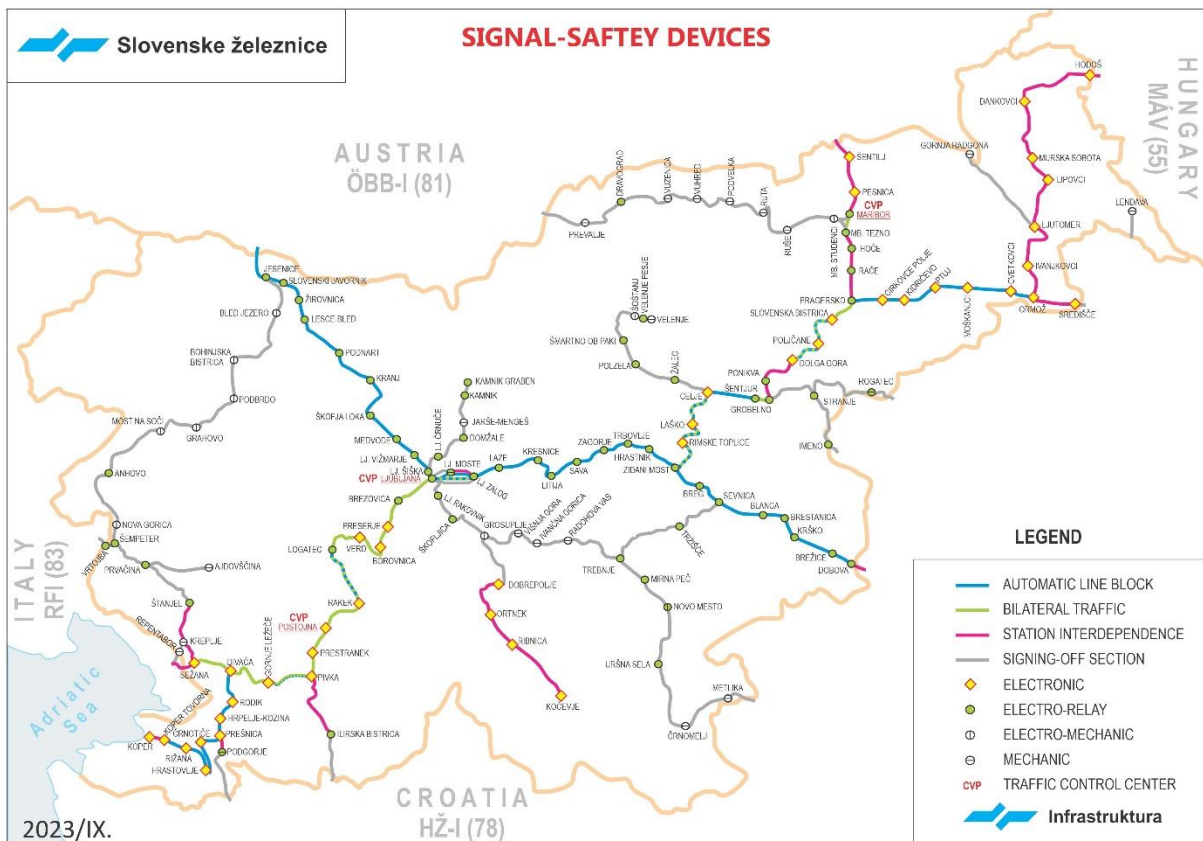 Slovenske železnice
SIGNAL-SAFTEY DEVICES
AUSTRIA
ÖBB-I (81)
HUNGARY
MÁV (55)
ITALY
RFI (83)
CROATIA
HŽ-I (78)
Adriatic
Sea
HODOŠ
DANKOVCI
MURSKA SOBOTA
LIPOVCI
GORNJA RADGONA
LJUTOMER
LENDAVA
IVANJKOVCI
ORMOŽ
SREDIŠČE
CVETKOVCI
MOŠKANJCI
PTUJ
KIDRIČEVO
CIRKOVCE POLJE
PRAGERSKO
ŠENTILJ
PESNICA
CVP
MARIBOR
MB. TEZNO
MB. STUDENCI
HOČE
RAČE
RUŠE
RUTA
PODVELKA
VUHRED
VUZENICA
DRAVOGRAD
PREVALJE
SLOVENSKA BISTRICA
POLJČANE
DOLGA GORA
PONIKVA
ŠENTJUR
GROBELNO
STRANJE
ROGATEC
IMENO
CELJE
LAŠKO
RIMSKE TOPLICE
ZIDANI MOST
ŠOŠTANJ
VELENJE PESJE
VELENJE
ŠMARTNO OB PAKI
POLZELA
ŽALEC
JESENICE
SLOVENSKI JAVORNIK
ŽIROVNICA
LESCE-BLED
BLED JEZERO
BOHINJSKA
BISTRICA
PODBRDO
GRAHOVO
MOST NA SOČI
ANHOVO
NOVA GORICA
ŠEMPETER
VRTOJBA
PRVAČINA
AJDOVŠČINA
ŠTANJEL
KREPLJE
REPENTABOR
SEŽANA
PODNART
KRANJ
ŠKOFJA LOKA
MEDVODE
LJ. VIŽMARJE
LJ. ŠIŠKA
CVP
LJUBLJANA
KAMNIK GRABEN
KAMNIK
JARŠE-MENGEŠ
DOMŽALE
LJ. ČRNUČE
LJ. MOSTE
LJ. ZALOG
LAZE
KRESNICE
LITIJA
SAVA
ZAGORJE
TRBOVLJE
HRASTNIK
BREG
SEVNICA
BLANCA
BRESTANICA
KRŠKO
BREŽICE
DOBOVA
BREZOVICA
PRESERJE
BOROVNICA
VERD
LOGATEC
RAKEK
CVP
POSTOJNA
PRESTRANEK
PIVKA
GORNJE LEŽEČE
DIVAČA
RODIK
HRPELJE-KOZINA
PREŠNICA
PODGORJE
ČRNOTIČE
HRASTOVLJE
RIŽANA
KOPER TOVORNA
KOPER
ILIRSKA BISTRICA
LJ. RAKOVNIK
ŠKOFLJICA
GROSUPLJE
VIŠNJA GORA
IVANČNA GORICA
RADOHOVA VAS
TREBNJE
TRŽIŠČE
MIRNA PEČ
NOVO MESTO
URŠNA SELA
ČRNOMELJ
METLIKA
DOBREPOLJE
ORTNEK
RIBNICA
KOČEVJE
LEGEND
AUTOMATIC LINE BLOCK
BILATERAL TRAFFIC
STATION INTERDEPENDENCE
SIGNING-OFF SECTION
ELECTRONIC
ELECTRO-RELAY
ELECTRO-MECHANIC
MECHANIC
CVP TRAFFIC CONTROL CENTER
Infrastruktura
2023/IX.